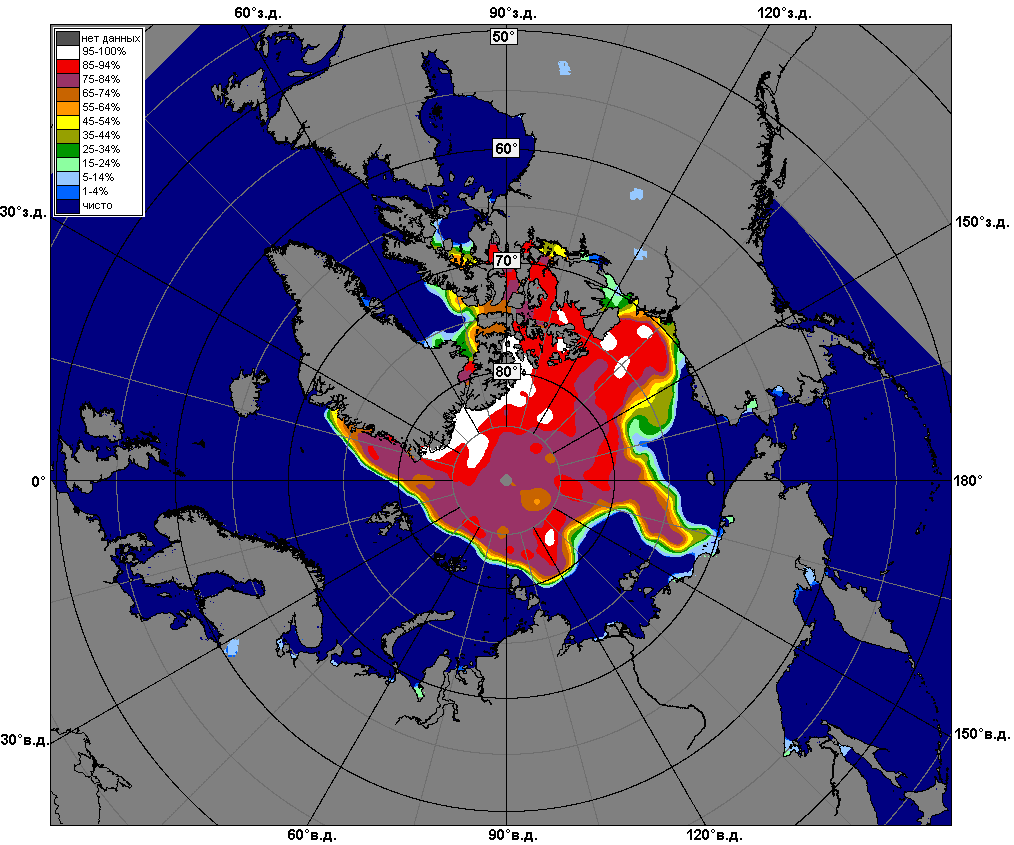 60°з.д.
90°з.д.
120°з.д.
нет данных
95-100%
85-94%
75-84%
65-74%
55-64%
45-54%
35-44%
25-34%
15-24%
5-14%
1-4%
чисто
50°
60°
30°з.д.
150°з.д.
70°
80°
0°
180°
30°в.д.
150°в.д.
60°в.д.
90°в.д.
120°в.д.